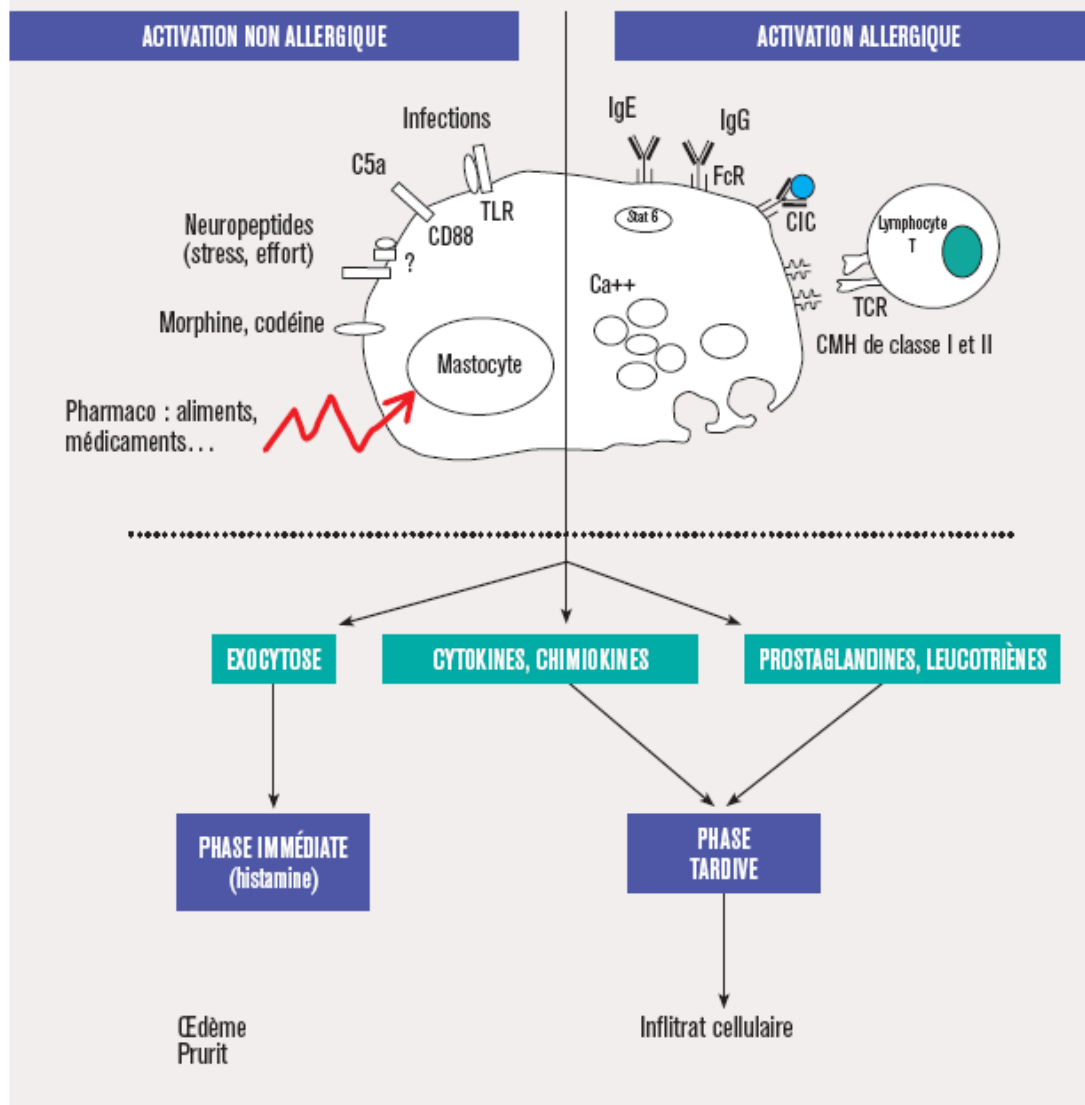 ACTIVATION NON ALLERGIQUE
ACTIVATION ALLERGIQUE
Infections
C5a
TLR
CD88
Neuropeptides
(stress, effort)
?
Morphine, codéine
Mastocyte
Pharmaco : aliments,
médicaments…
IgE
IgG
FcR
CIC
Stat 6
Lymphocyte
T
Ca++
TCR
CMH de classe I et II
EXOCYTOSE
CYTOKINES, CHIMIOKINES
PROSTAGLANDINES, LEUCOTRIÈNES
PHASE IMMÉDIATE
(histamine)
PHASE
TARDIVE
Œdème
Prurit
Inflitrat cellulaire